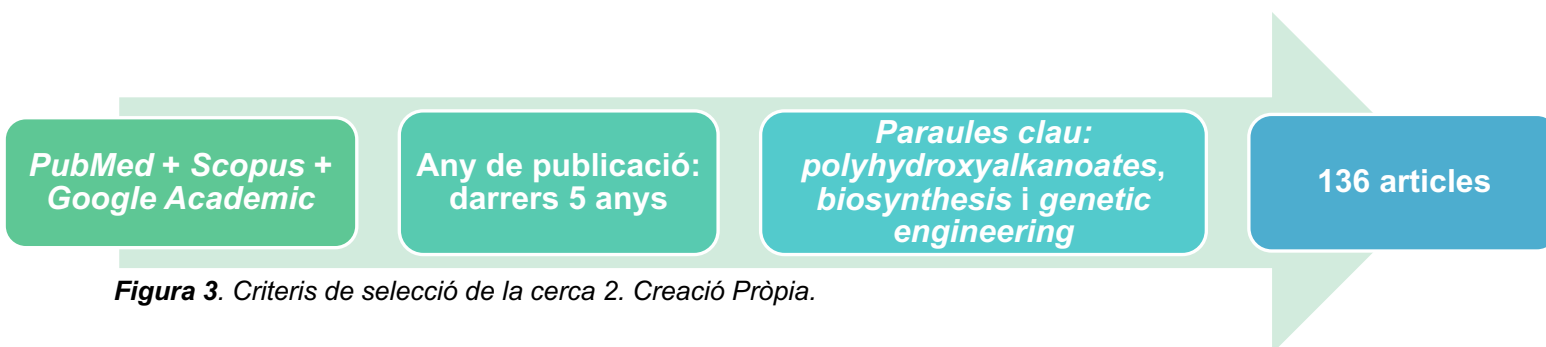 PubMed + Scopus +
Google Academic
Any de publicació:
darrers 5 anys
Paraules clau:
polyhydroxyalkanoates,
biosynthesis i genetic
engineering
136 articles
Figura 3. Criteris de selecció de la cerca 2. Creació Pròpia.